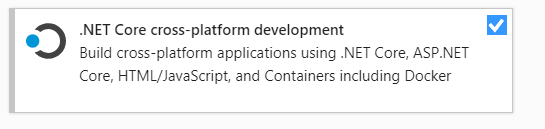 .NET Core cross-platform development
Build cross-platform applications using .NET Core, ASP.NET
Core, HTML/JavaScript, and Containers including Docker